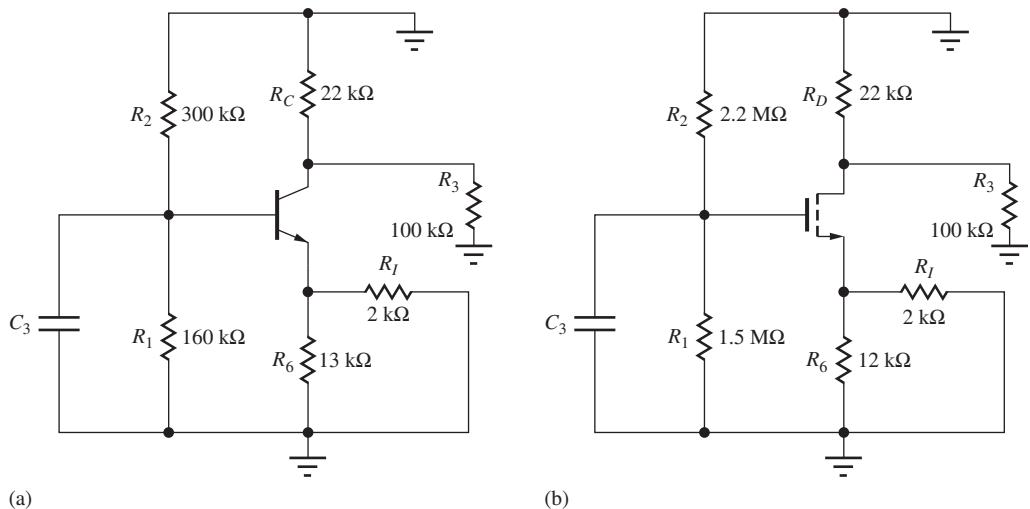 R_C 22 kΩ
R_2 300 kΩ
R_3
100 kΩ
R_I
2 kΩ
C_3
R_1 160 kΩ
R_6 13 kΩ
(a)
R_D 22 kΩ
R_2 2.2 MΩ
R_3
100 kΩ
R_I
2 kΩ
C_3
R_1 1.5 MΩ
R_6 12 kΩ
(b)